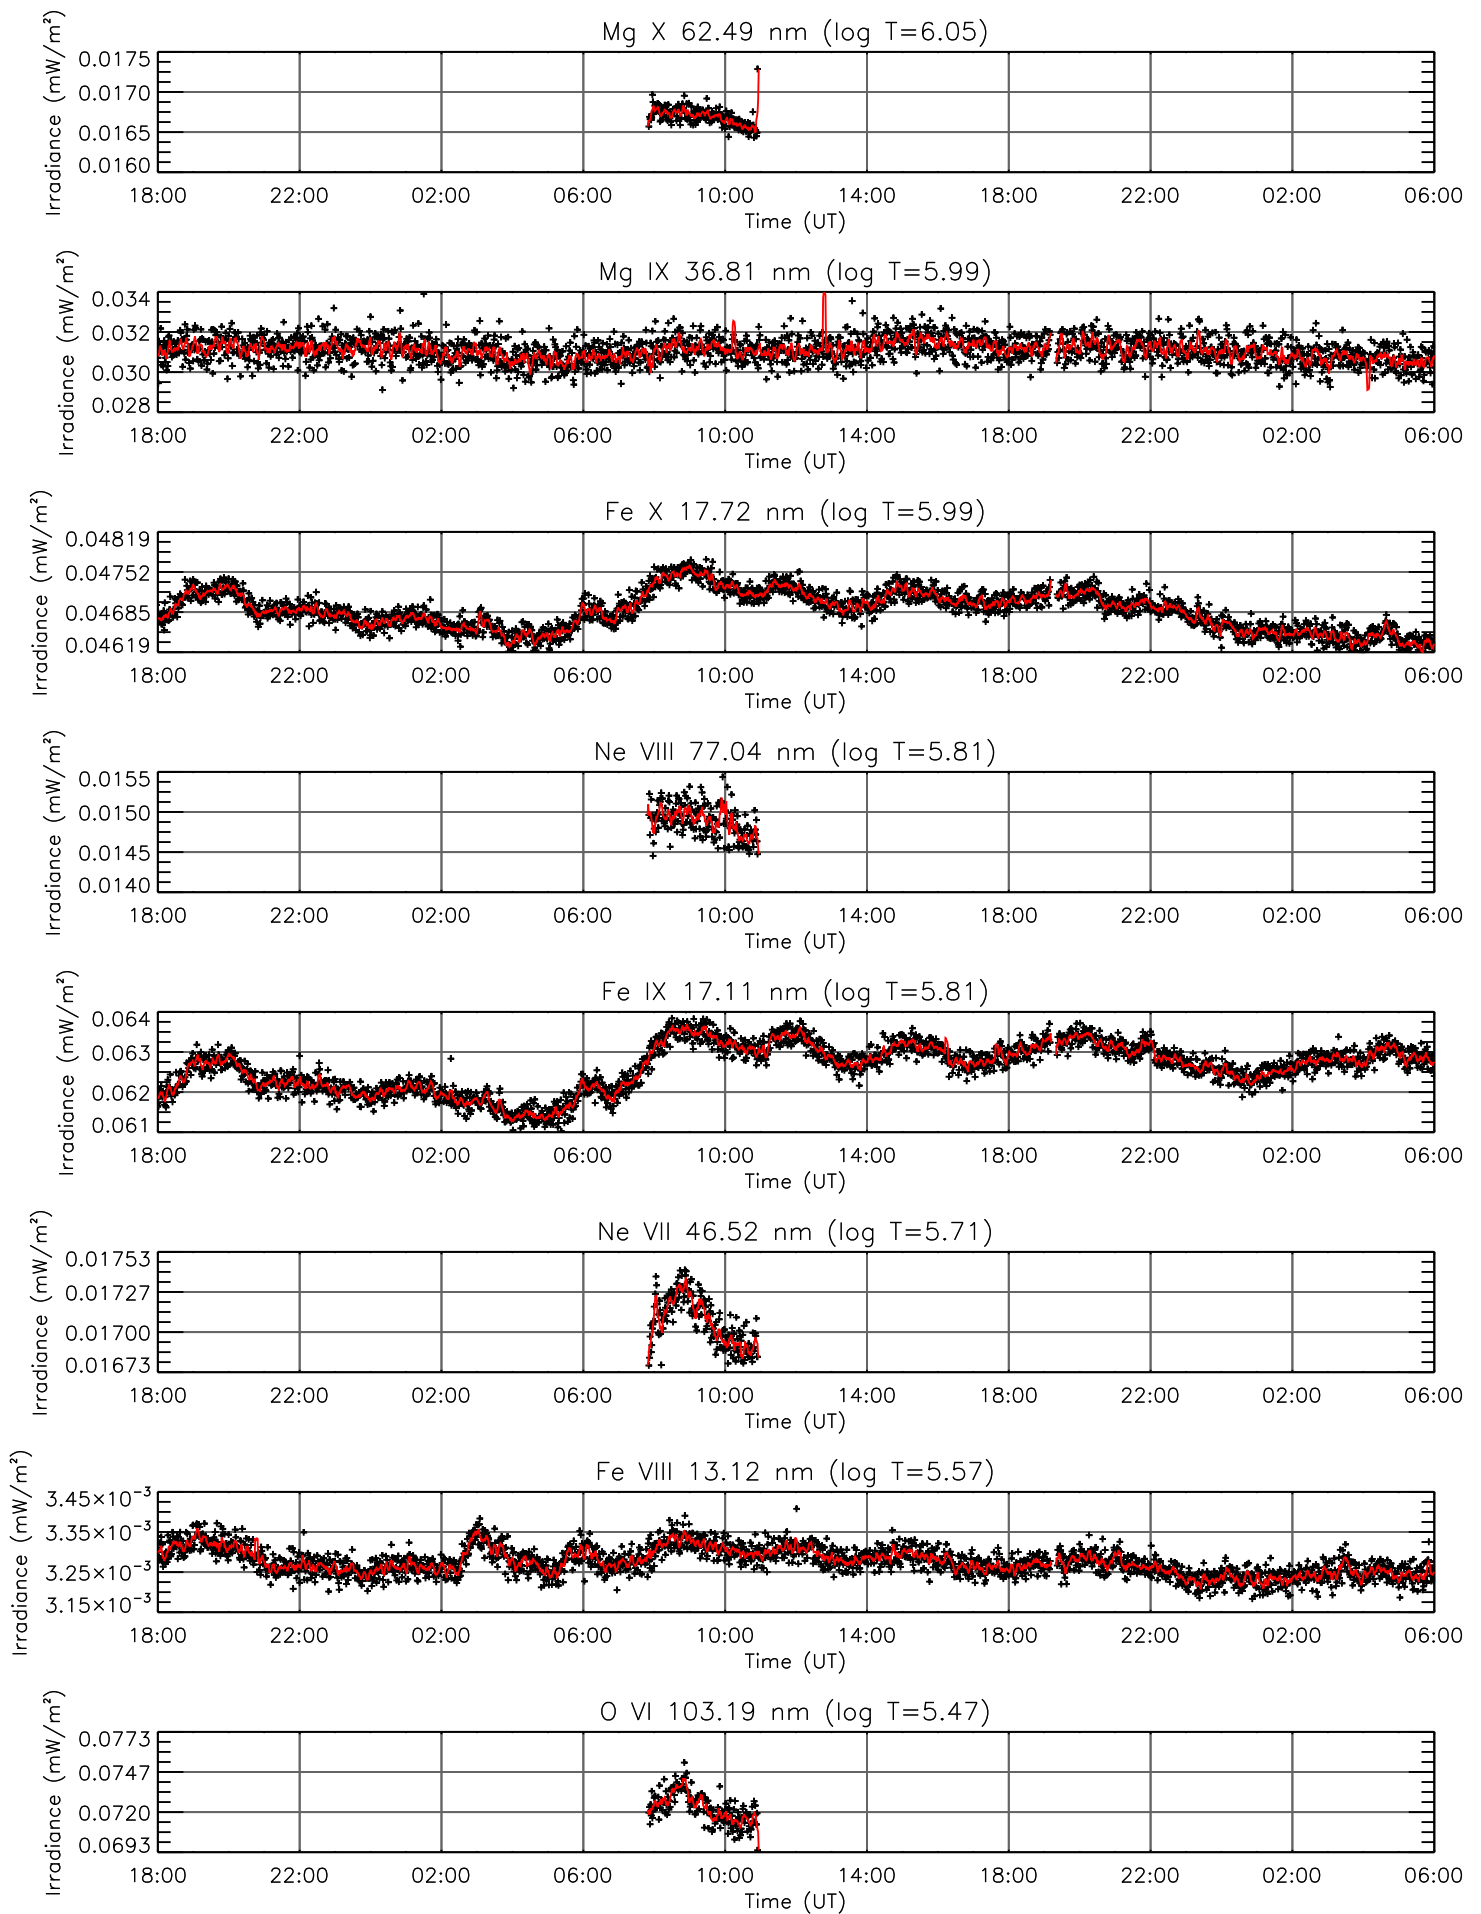 Mg X 62.49 nm (log T=6.05)
Irradiance (mW/m²)
0.0175
0.0170
0.0165
0.0160
18:00 22:00 02:00 06:00 10:00 14:00 18:00 22:00 02:00 06:00
Time (UT)
Mg IX 36.81 nm (log T=5.99)
Irradiance (mW/m²)
0.034
0.032
0.030
0.028
18:00 22:00 02:00 06:00 10:00 14:00 18:00 22:00 02:00 06:00
Time (UT)
Fe X 17.72 nm (log T=5.99)
Irradiance (mW/m²)
0.04819
0.04752
0.04685
0.04619
18:00 22:00 02:00 06:00 10:00 14:00 18:00 22:00 02:00 06:00
Time (UT)
Ne VIII 77.04 nm (log T=5.81)
Irradiance (mW/m²)
0.0155
0.0150
0.0145
0.0140
18:00 22:00 02:00 06:00 10:00 14:00 18:00 22:00 02:00 06:00
Time (UT)
Fe IX 17.11 nm (log T=5.81)
Irradiance (mW/m²)
0.064
0.063
0.062
0.061
18:00 22:00 02:00 06:00 10:00 14:00 18:00 22:00 02:00 06:00
Time (UT)
Ne VII 46.52 nm (log T=5.71)
Irradiance (mW/m²)
0.01753
0.01727
0.01700
0.01673
18:00 22:00 02:00 06:00 10:00 14:00 18:00 22:00 02:00 06:00
Time (UT)
Fe VIII 13.12 nm (log T=5.57)
Irradiance (mW/m²)
3.45×10⁻³
3.35×10⁻³
3.25×10⁻³
3.15×10⁻³
18:00 22:00 02:00 06:00 10:00 14:00 18:00 22:00 02:00 06:00
Time (UT)
O VI 103.19 nm (log T=5.47)
Irradiance (mW/m²)
0.0773
0.0747
0.0720
0.0693
18:00 22:00 02:00 06:00 10:00 14:00 18:00 22:00 02:00 06:00
Time (UT)